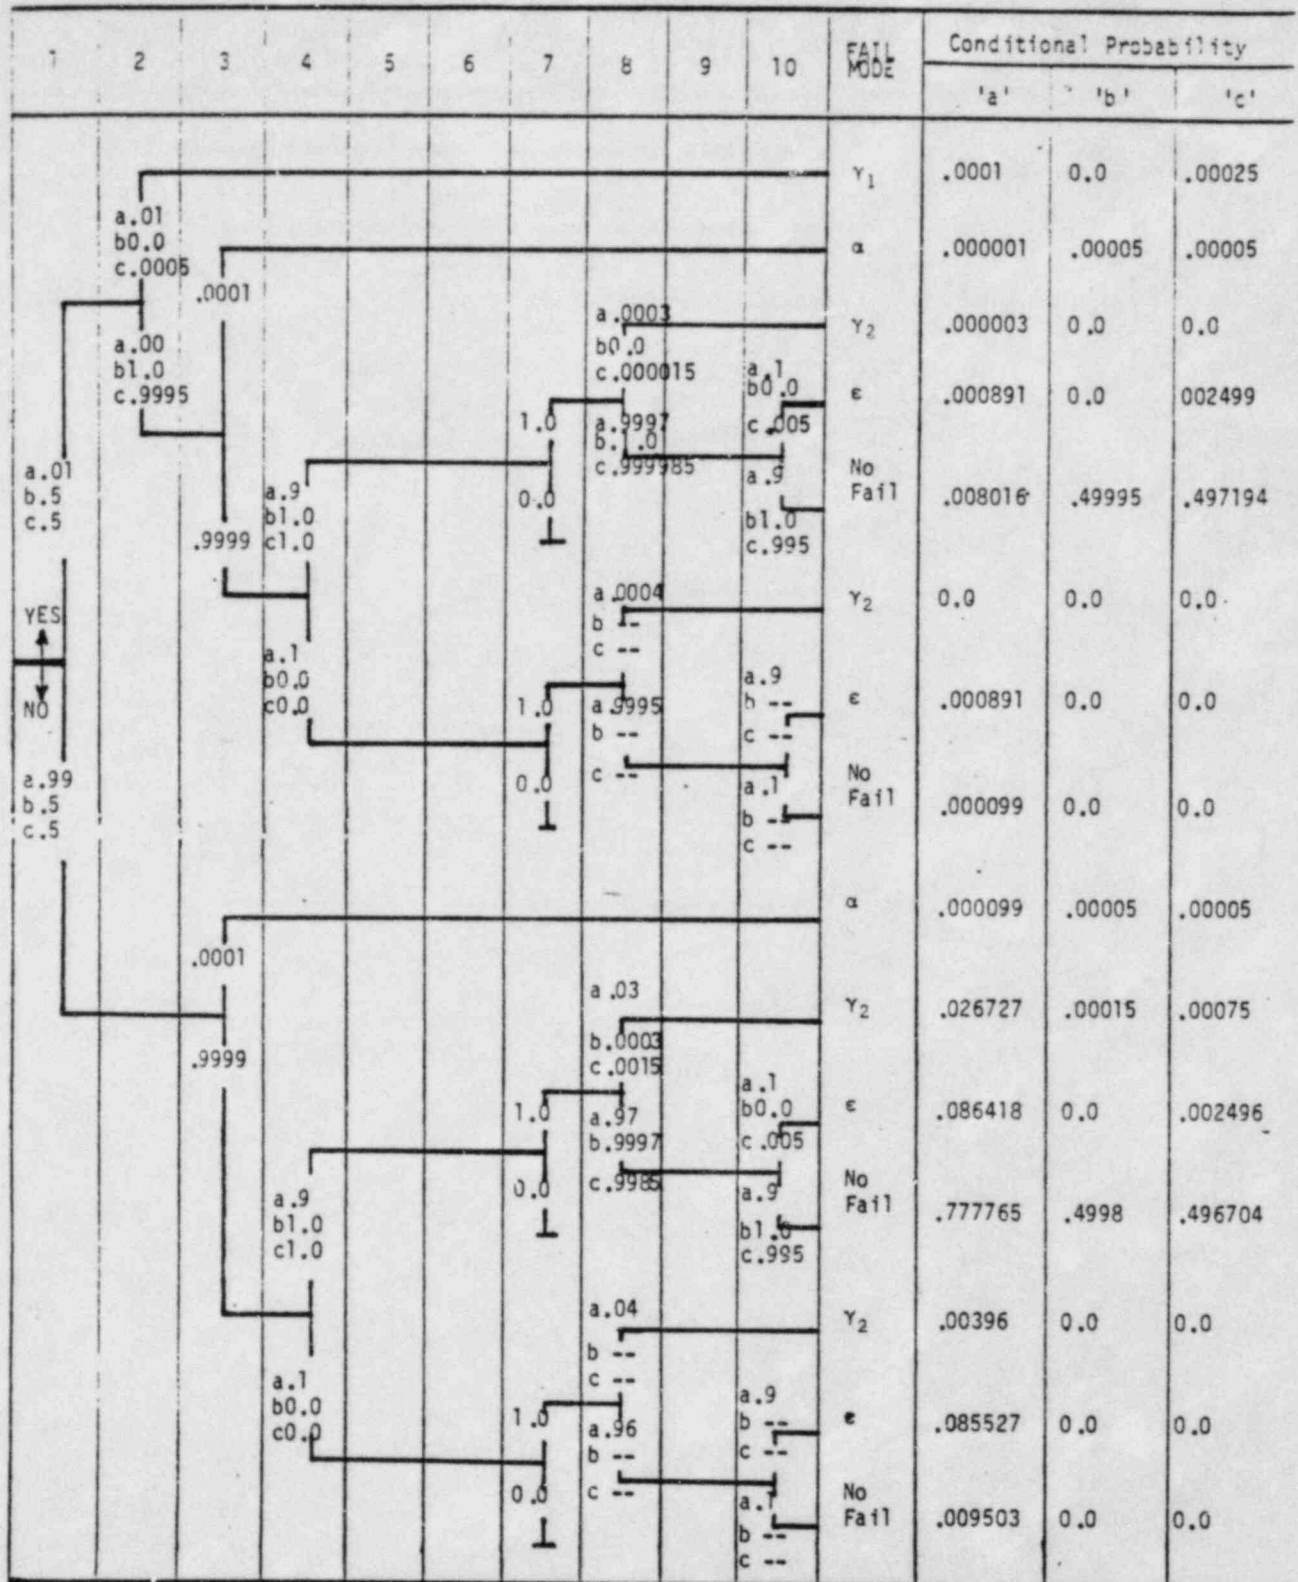 1 2 3 4 5 6 7 8 9 10 FAIL MODE Conditional Probability
'a' 'b' 'c'
γ1 .0001 0.0 .00025
a.01
b0.0
c.0005
α .000001 .00005 .00005
.0001
a.0003
γ2 .000003 0.0 0.0
b0.0
c.000015
a.00
b1.0
c.9995
a.1
b0.0
c.005
ε .000891 0.0 002499
1.0
a.9997
c.999985
a.01
b.5
c.5
a.9
No Fail .008016 .49995 .497194
b1.0
c.995
0.0
a.9
b1.0
c1.0
.9999
a.0004
b --
c --
γ2 0.0 0.0 0.0
YES
NO
a.1
b0.0
c0.0
1.0
a.9995
b --
c --
a.9
b --
c --
ε .000891 0.0 0.0
0.0
a.99
b.5
c.5
a.1
b --
c --
No Fail .000099 0.0 0.0
α .000099 .00005 .00005
.0001
a.03
b.0003
c.0015
γ2 .026727 .00015 .00075
.9999
1.0
a.97
b.9997
c.9985
a.1
b0.0
c.005
ε .086418 0.0 .002496
0.0
a.9
b1.0
c1.0
a.9
b1.0
c.995
No Fail .777765 .4998 .496704
a.04
b --
c --
γ2 .00396 0.0 0.0
a.1
b0.0
c0.0
1.0
a.96
b --
c --
a.9
b --
c --
ε .085527 0.0 0.0
0.0
a.1
b --
c --
No Fail .009503 0.0 0.0